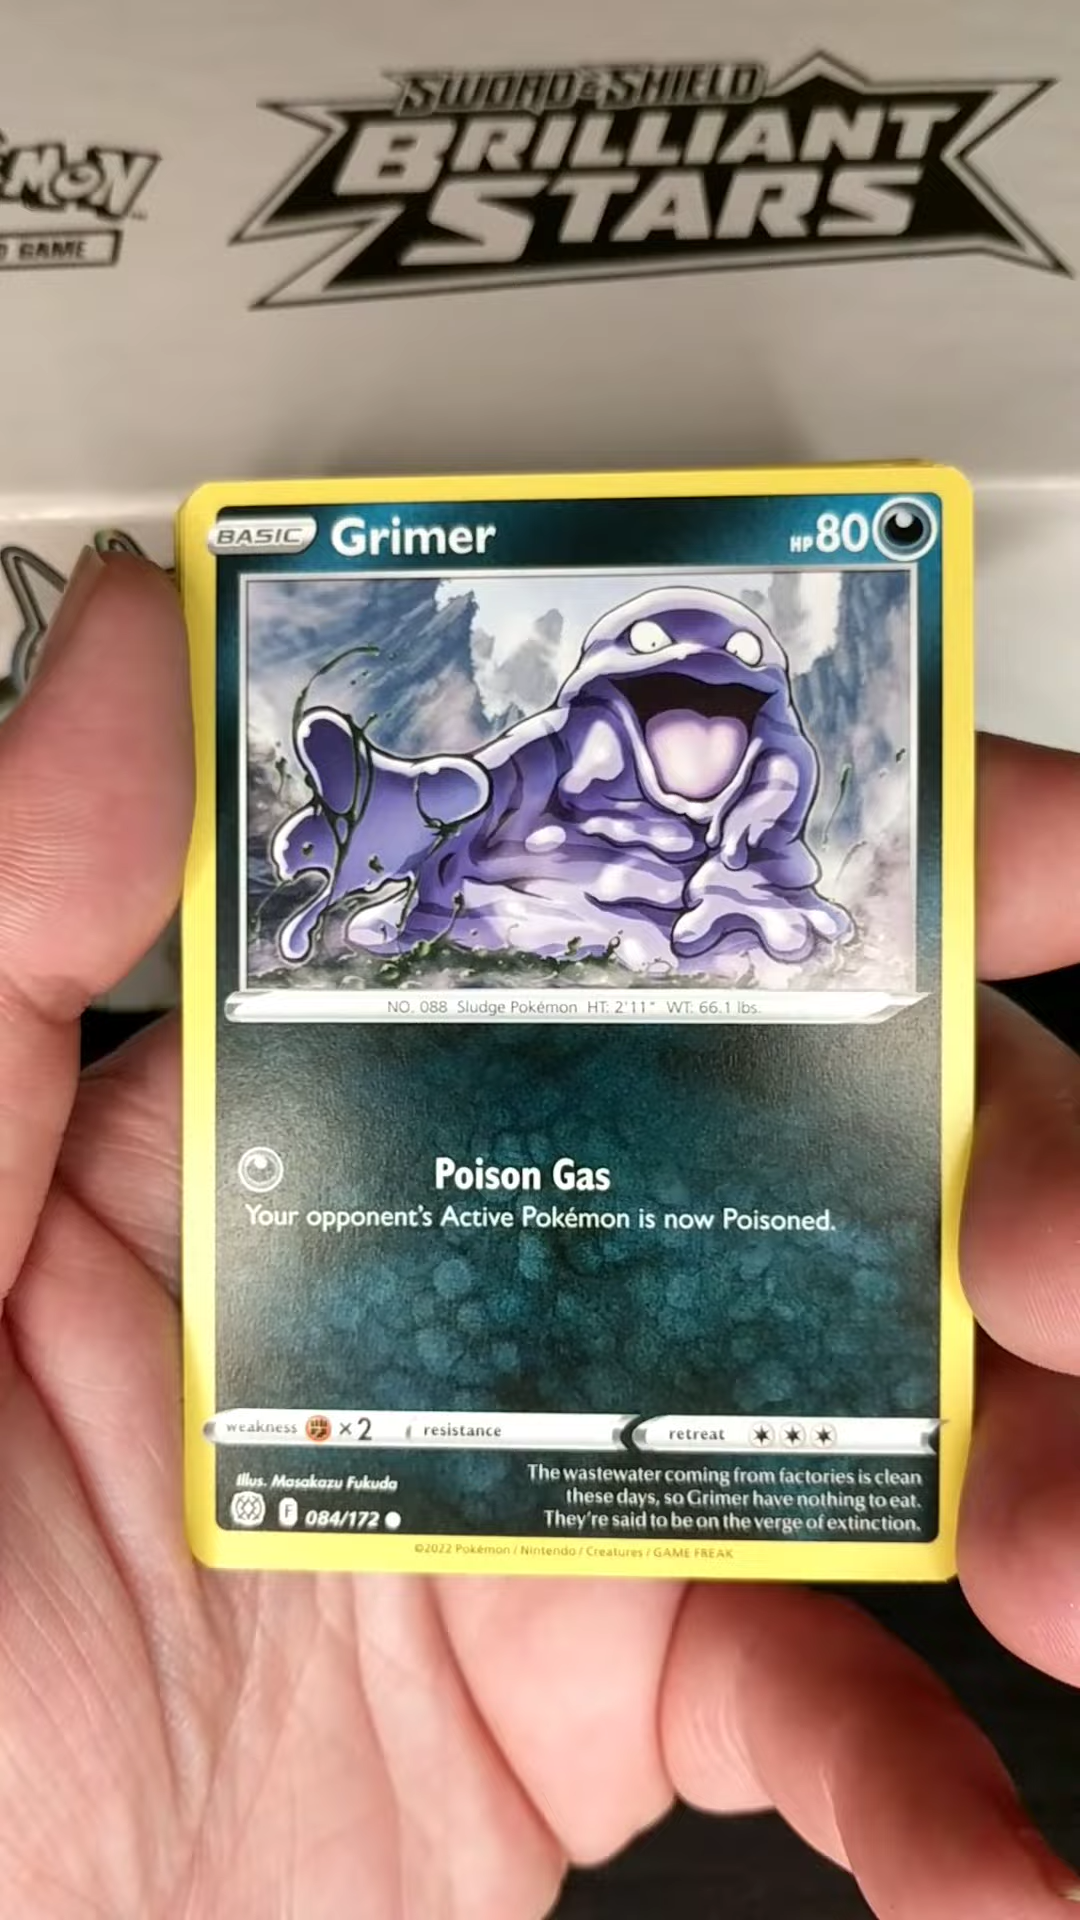 SWORD & SHIELD
BRILLIANT
STARS
GAME
BASIC Grimer HP 80
NO. 088 Sludge Pokémon HT: 2'11" WT: 66.1 lbs.
Poison Gas
Your opponent's Active Pokémon is now Poisoned.
weakness ×2 resistance retreat
Illus. Masakazu Fukuda
The wastewater coming from factories is clean
these days, so Grimer have nothing to eat.
They're said to be on the verge of extinction.
F 084/172
©2022 Pokémon / Nintendo / Creatures / GAME FREAK